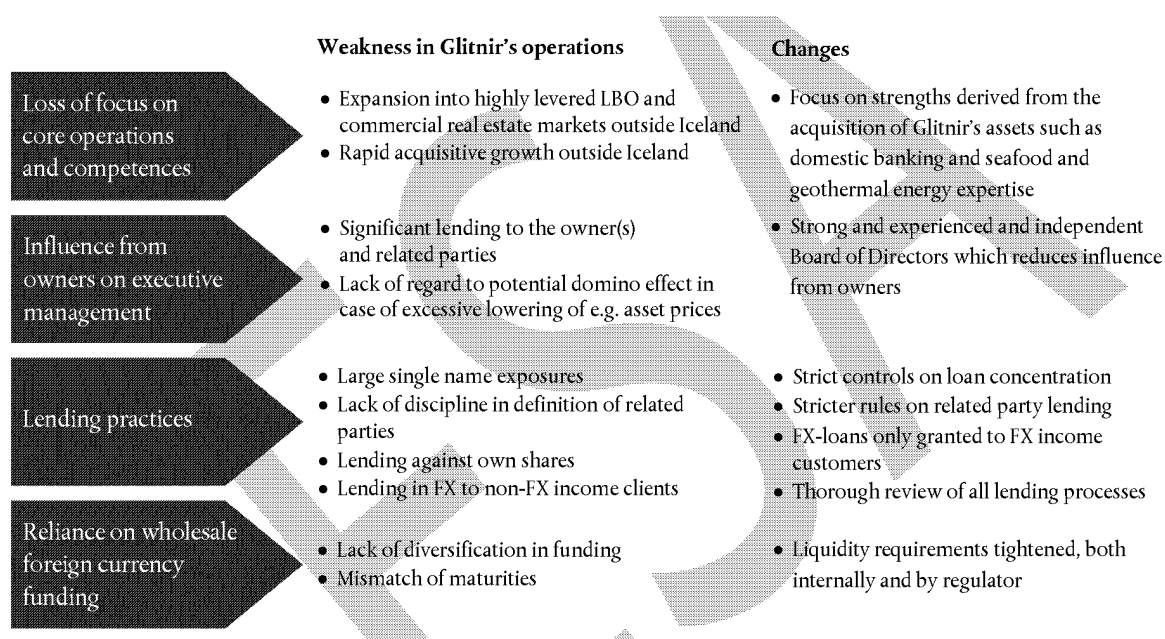 Weakness in Glitnir's operations
Changes
Loss of focus on
core operations
and competences
• Expansion into highly levered LBO and
commercial real estate markets outside Iceland
• Rapid acquisitive growth outside Iceland
• Focus on strengths derived from the
acquisition of Glitnir's assets such as
domestic banking and seafood and
geothermal energy expertise
Influence from
owners on executive
management
• Significant lending to the owner(s)
and related parties
• Lack of regard to potential domino effect in
case of excessive lowering of e.g. asset prices
• Strong and experienced and independent
Board of Directors which reduces influence
from owners
Lending practices
• Large single name exposures
• Lack of discipline in definition of related
parties
• Lending against own shares
• Lending in FX to non-FX income clients
• Strict controls on loan concentration
• Stricter rules on related party lending
• FX-loans only granted to FX income
customers
• Thorough review of all lending processes
Reliance on wholesale
foreign currency
funding
• Lack of diversification in funding
• Mismatch of maturities
• Liquidity requirements tightened, both
internally and by regulator